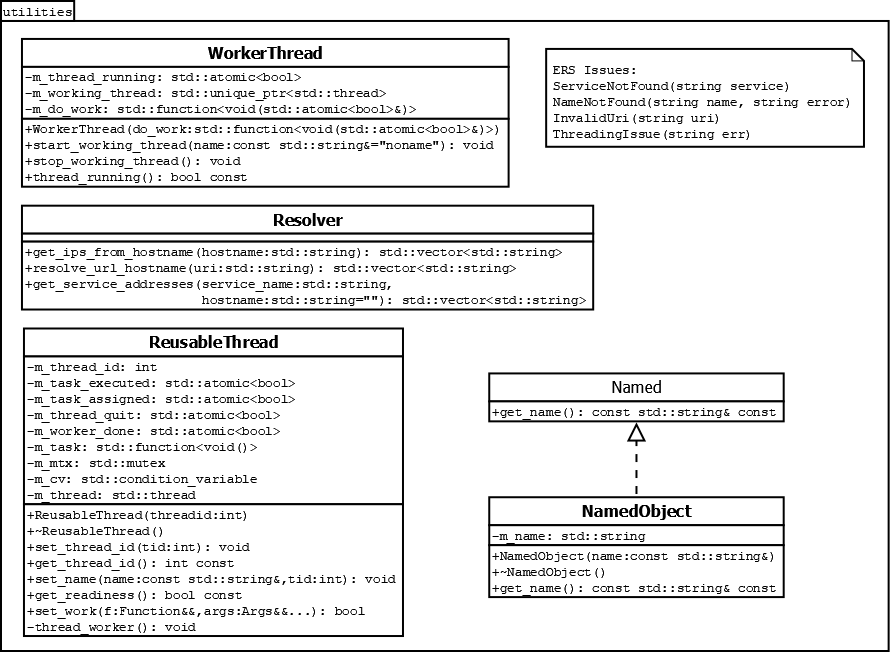 utilities
WorkerThread
-m_thread_running: std::atomic<bool>
-m_working_thread: std::unique_ptr<std::thread>
-m_do_work: std::function<void(std::atomic<bool>&)>
+WorkerThread(do_work:std::function<void(std::atomic<bool>&)>)
+start_working_thread(name:const std::string&="noname"): void
+stop_working_thread(): void
+thread_running(): bool const
ERS Issues:
ServiceNotFound(string service)
NameNotFound(string name, string error)
InvalidUri(string uri)
ThreadingIssue(string err)
Resolver
+get_ips_from_hostname(hostname:std::string): std::vector<std::string>
+resolve_url_hostname(uri:std::string): std::vector<std::string>
+get_service_addresses(service_name:std::string,
hostname:std::string=""): std::vector<std::string>
ReusableThread
-m_thread_id: int
-m_task_executed: std::atomic<bool>
-m_task_assigned: std::atomic<bool>
-m_thread_quit: std::atomic<bool>
-m_worker_done: std::atomic<bool>
-m_task: std::function<void()>
-m_mtx: std::mutex
-m_cv: std::condition_variable
-m_thread: std::thread
+ReusableThread(threadid:int)
+~ReusableThread()
+set_thread_id(tid:int): void
+get_thread_id(): int const
+set_name(name:const std::string&,tid:int): void
+get_readiness(): bool const
+set_work(f:Function&&,args:Args&&...): bool
-thread_worker(): void
Named
+get_name(): const std::string& const
NamedObject
-m_name: std::string
+NamedObject(name:const std::string&)
+~NamedObject()
+get_name(): const std::string& const